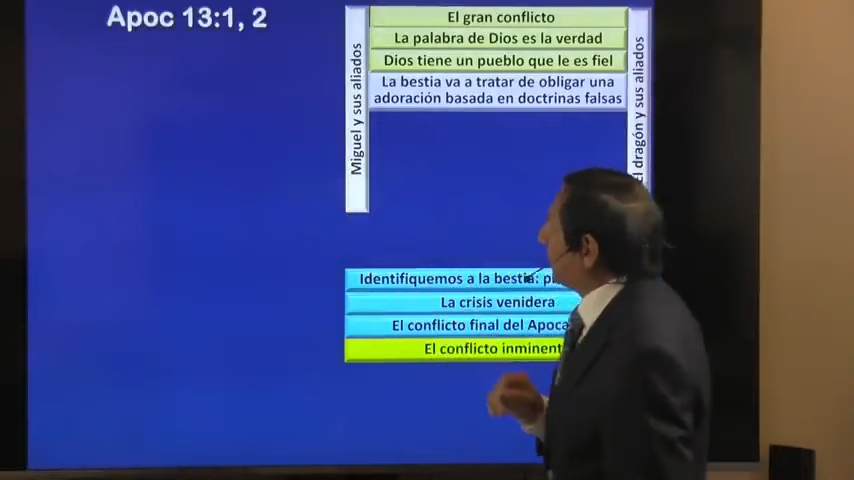 Apoc 13:1, 2
Miguel y sus aliados
El gran conflicto
La palabra de Dios es la verdad
Dios tiene un pueblo que le es fiel
La bestia va a tratar de obligar una
adoración basada en doctrinas falsas
El dragón y sus aliados
Identifiquemos a la bestia:
La crisis venidera
El conflicto final del
El conflicto